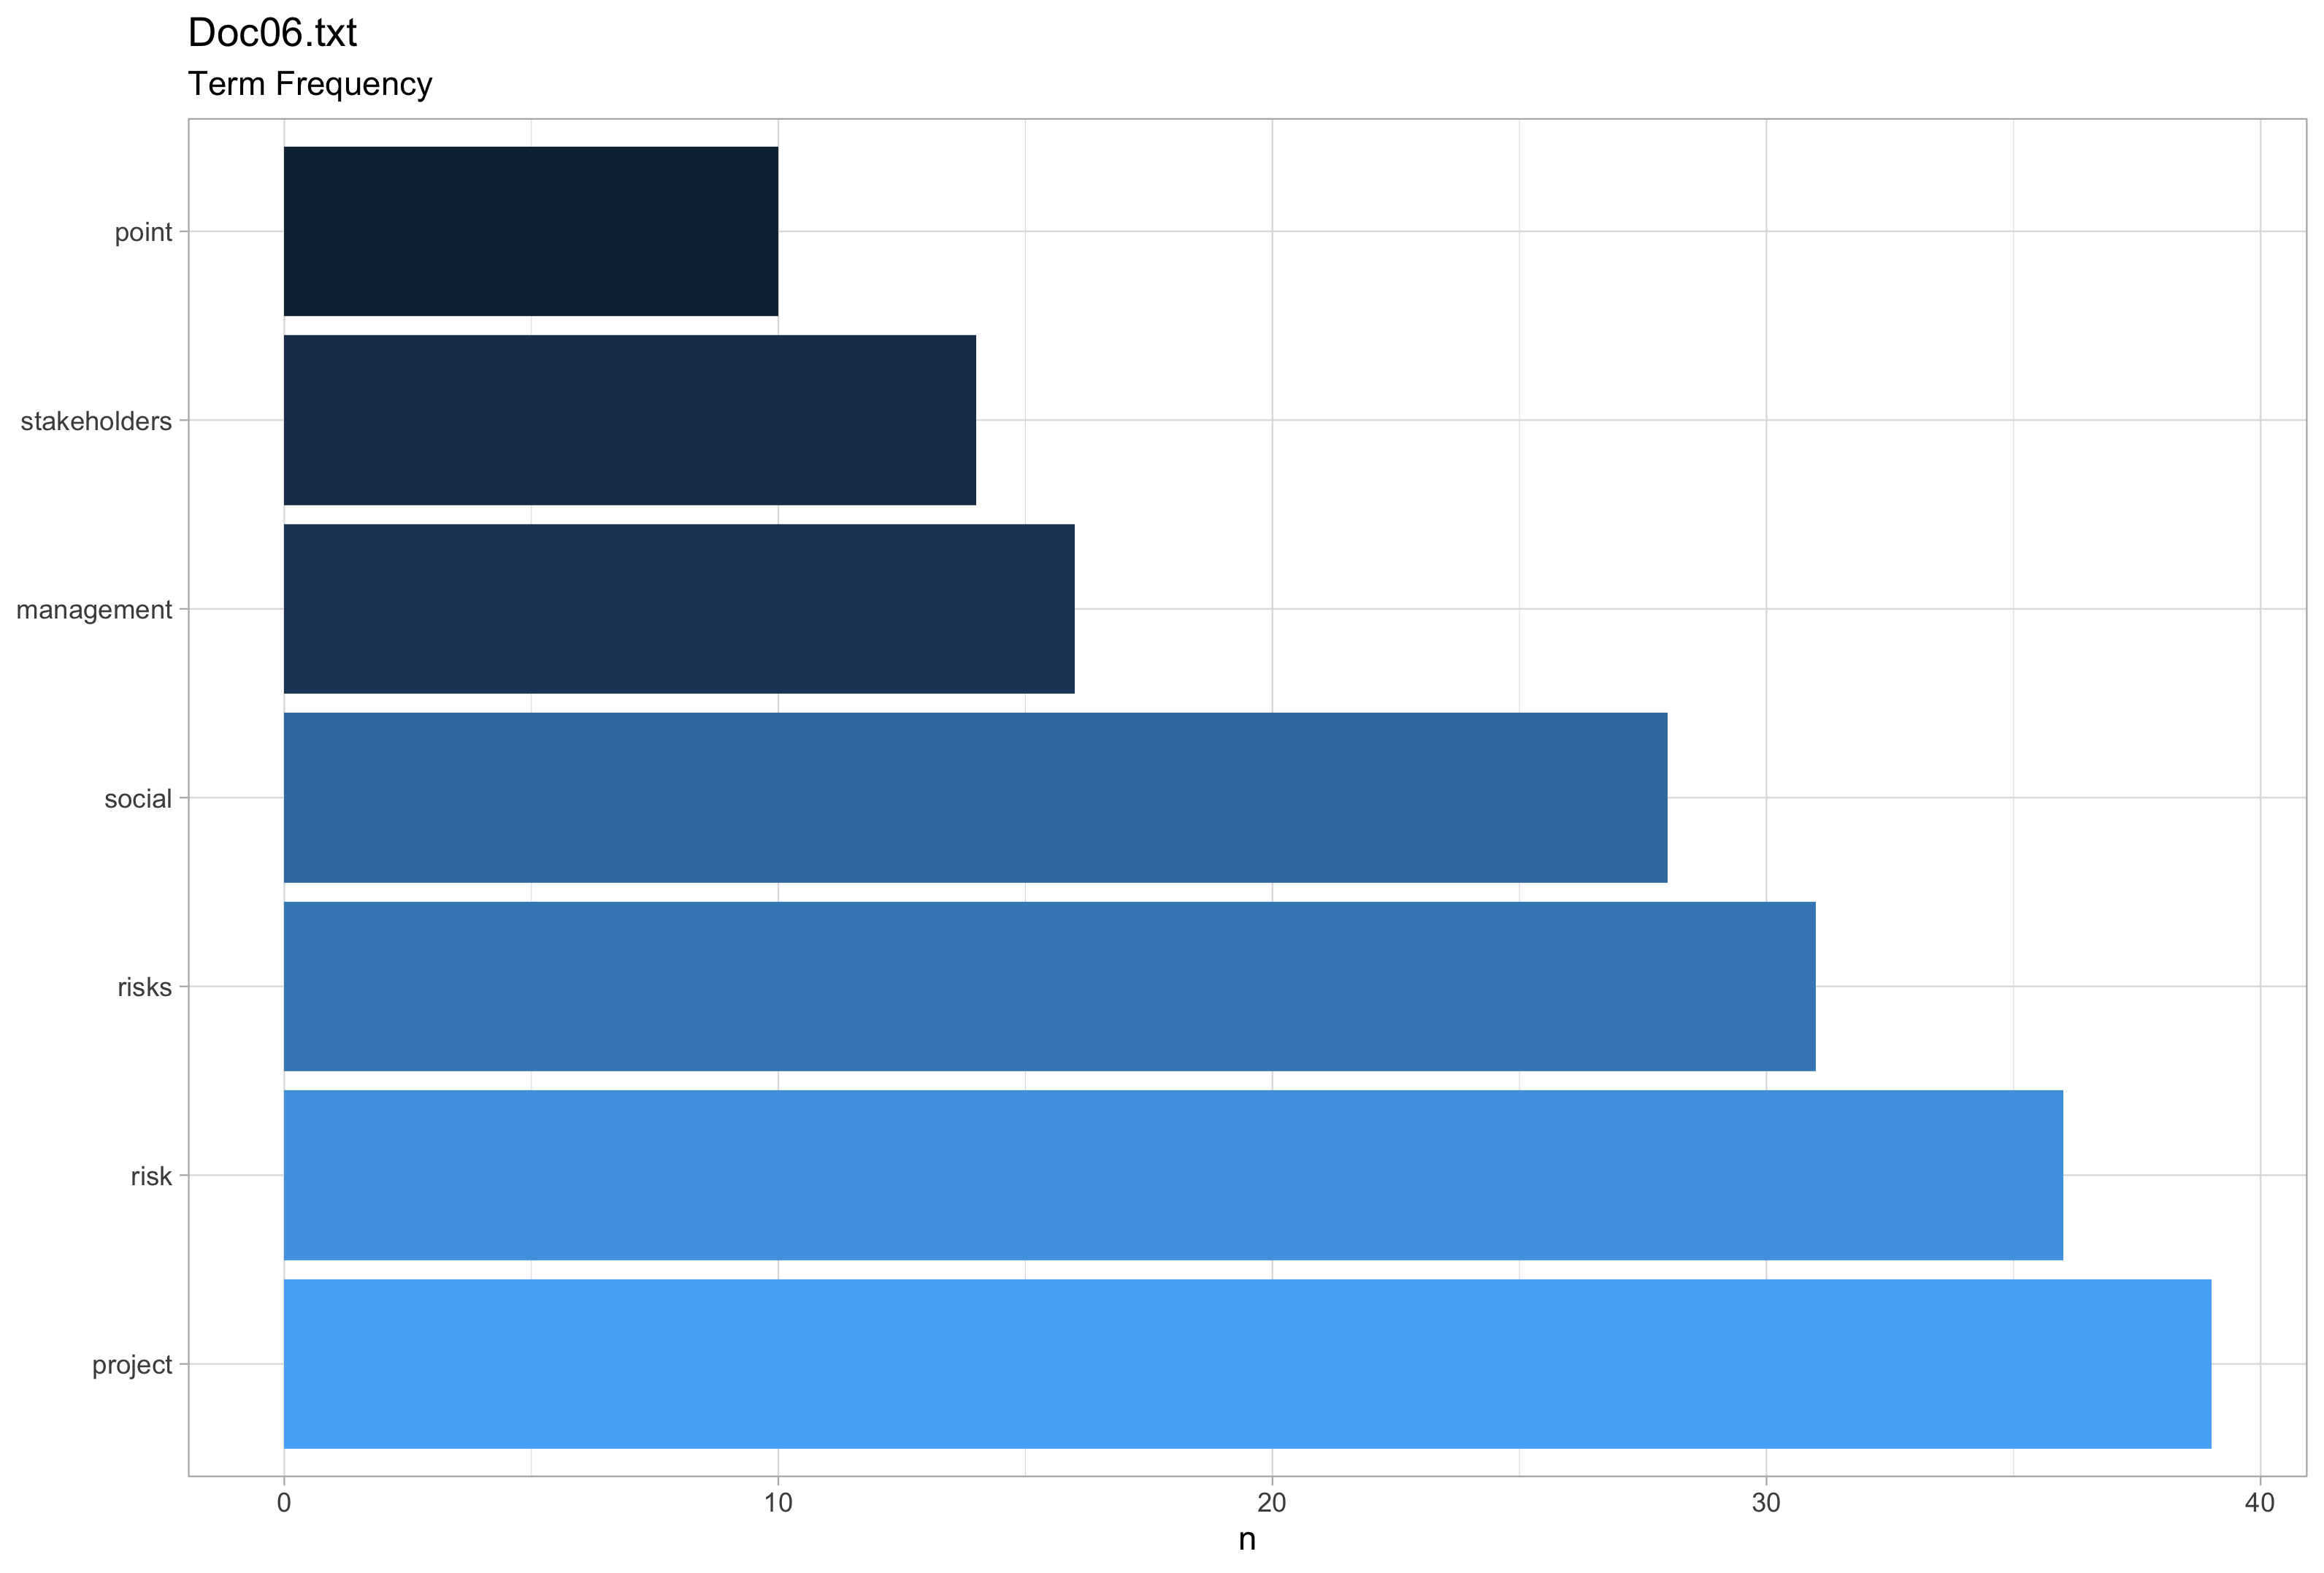 Doc06.txt
Term Frequency
point
stakeholders
management
social
risks
risk
project
0 10 20 30 40
n